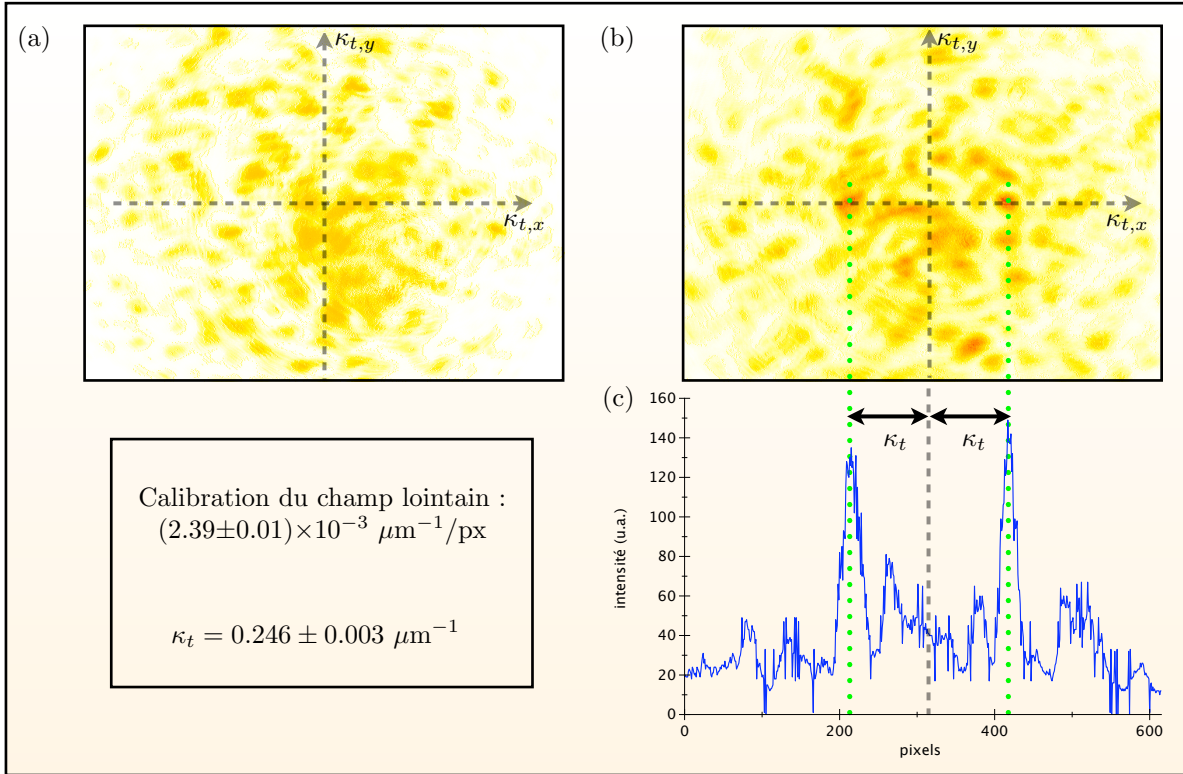 (a)
κt,y
κt,x
(b)
κt,y
κt,x
Calibration du champ lointain :
(2.39±0.01)×10−3 μm−1/px
κt = 0.246 ± 0.003 μm−1
(c)
160
140
120
100
80
60
40
20
0
intensité (u.a.)
κt
κt
0
200
400
600
pixels